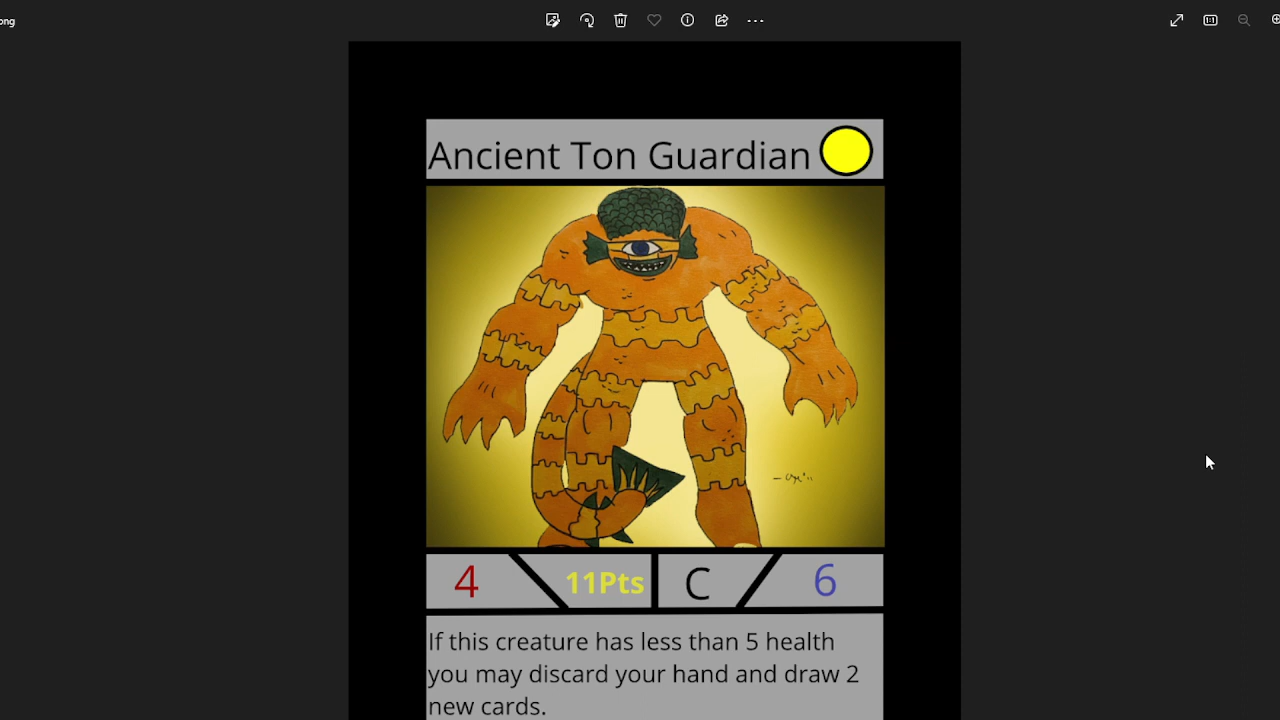 ong
Ancient Ton Guardian
4
11Pts
C
6
If this creature has less than 5 health
you may discard your hand and draw 2
new cards.